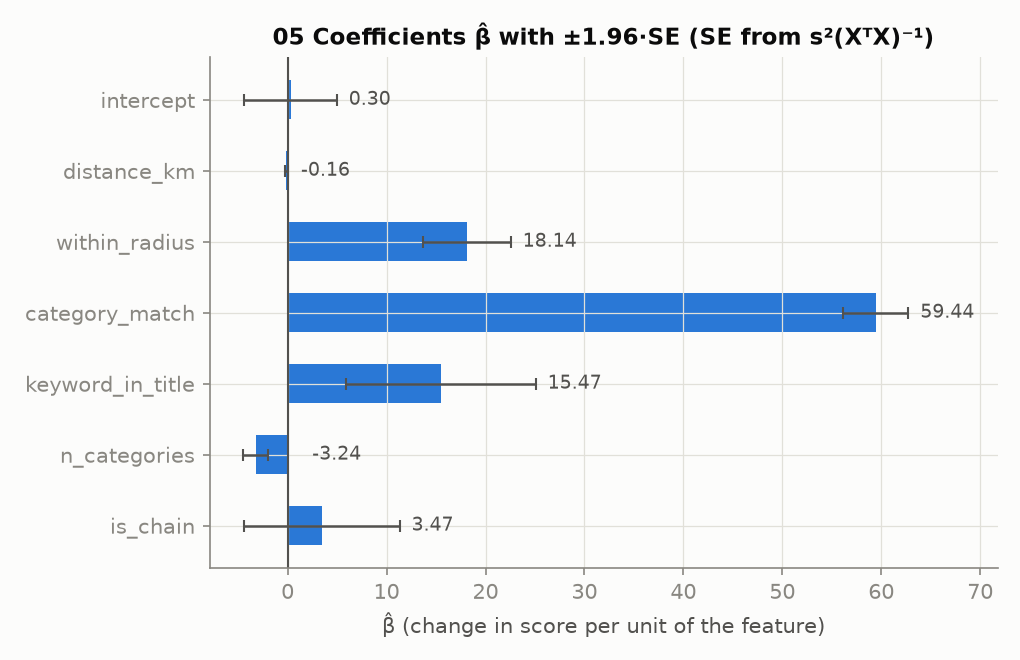 05 Coefficients β̂ with ±1.96·SE (SE from s²(XᵀX)⁻¹)
intercept 0.30
distance_km -0.16
within_radius 18.14
category_match 59.44
keyword_in_title 15.47
n_categories -3.24
is_chain 3.47
0 10 20 30 40 50 60 70
β̂ (change in score per unit of the feature)